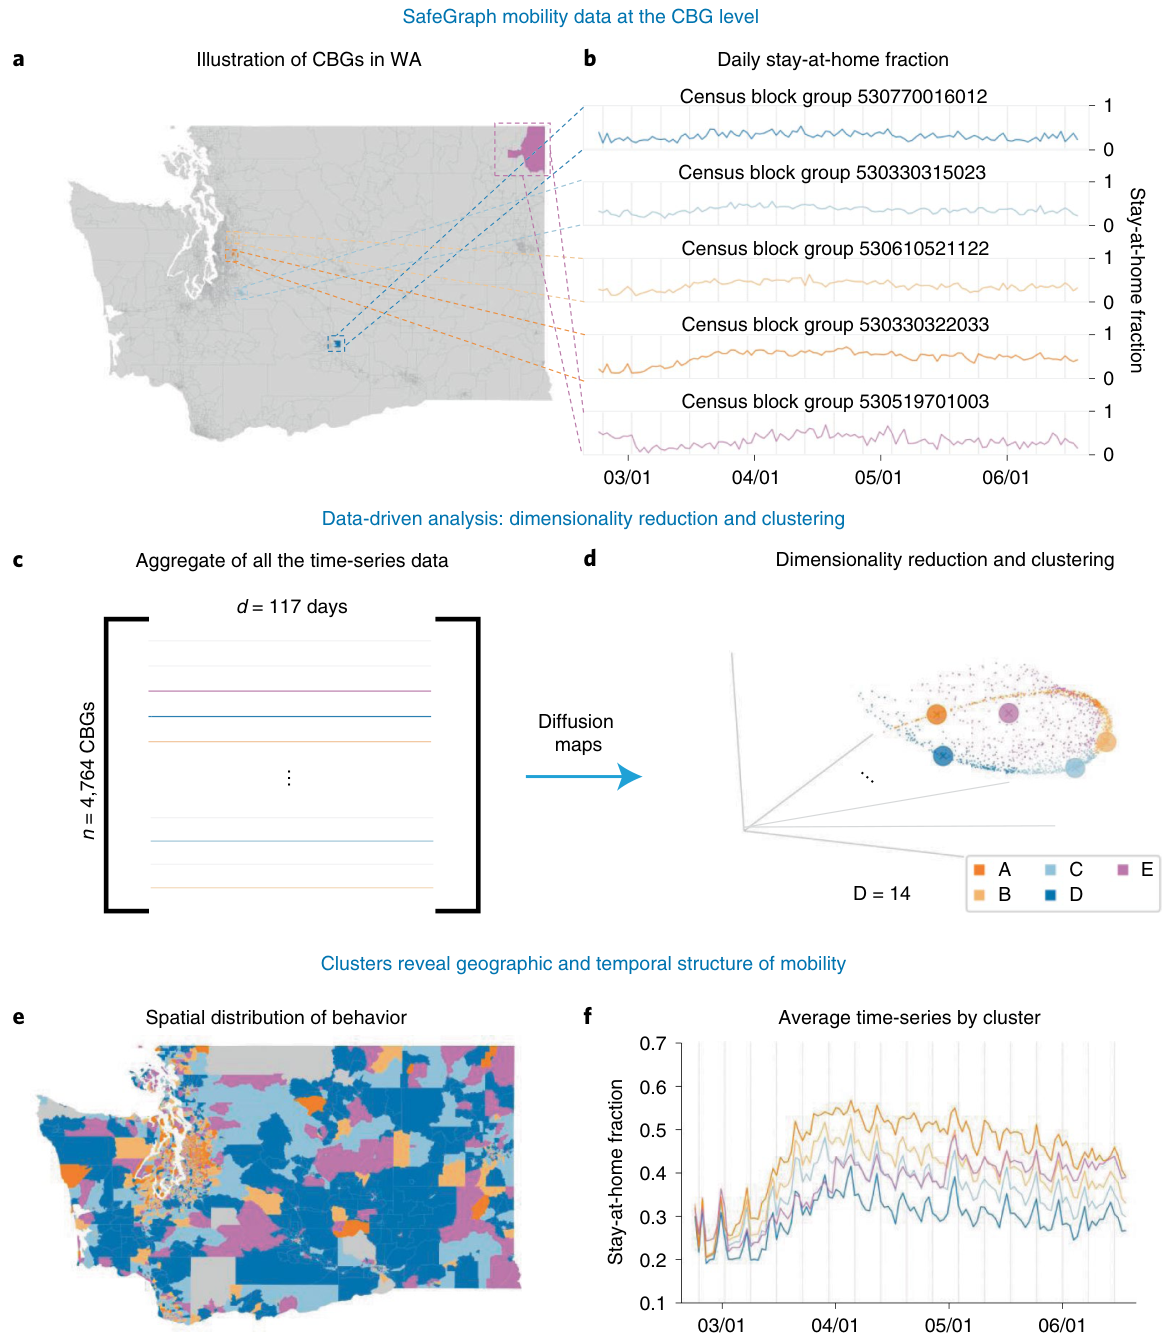 SafeGraph mobility data at the CBG level
a
Illustration of CBGs in WA
b
Daily stay-at-home fraction
Census block group 530770016012
1
0
Census block group 530330315023
1
0
Census block group 530610521122
1
0
Census block group 530330322033
1
0
Census block group 530519701003
1
0
Stay-at-home fraction
03/01 04/01 05/01 06/01
Data-driven analysis: dimensionality reduction and clustering
c
Aggregate of all the time-series data
d = 117 days
n = 4,764 CBGs
⋮
Diffusion
maps
d
Dimensionality reduction and clustering
...
D = 14
A C E
B D
Clusters reveal geographic and temporal structure of mobility
e
Spatial distribution of behavior
f
Average time-series by cluster
Stay-at-home fraction
0.7
0.6
0.5
0.4
0.3
0.2
0.1
03/01 04/01 05/01 06/01